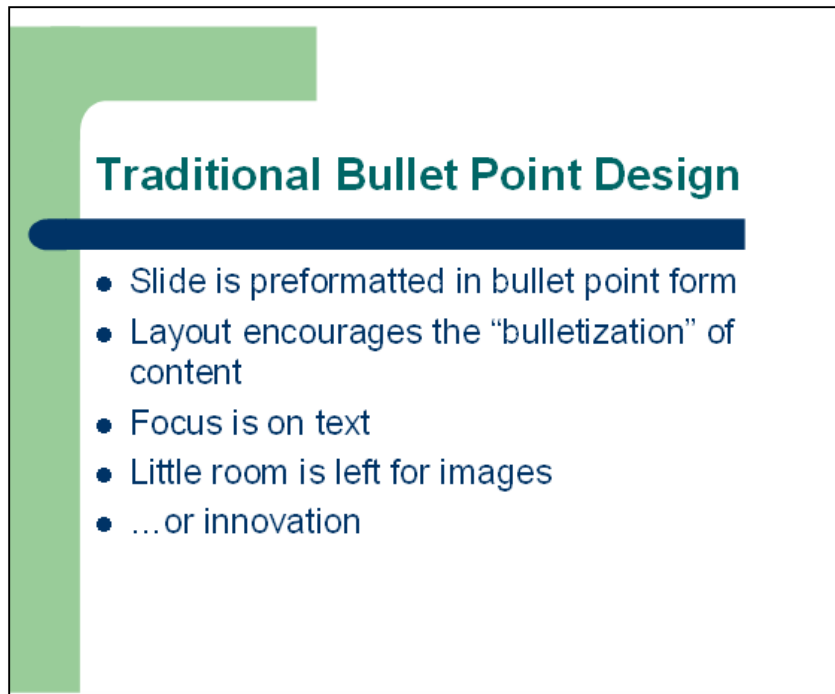 Traditional Bullet Point Design
● Slide is preformatted in bullet point form
● Layout encourages the “bulletization” of
content
● Focus is on text
● Little room is left for images
● …or innovation